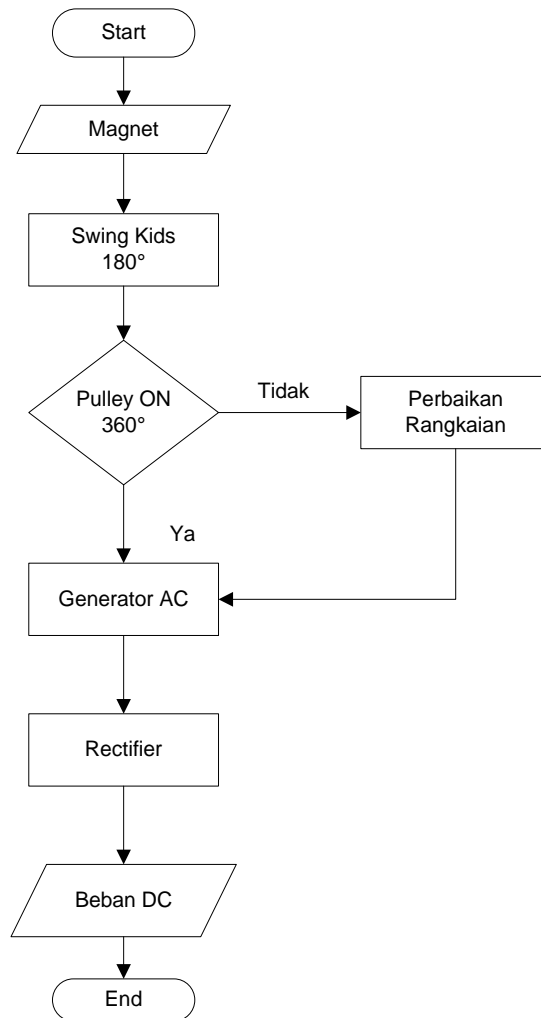 Start
Magnet
Swing Kids
180°
Pulley ON
360°
Tidak
Perbaikan
Rangkaian
Ya
Generator AC
Rectifier
Beban DC
End